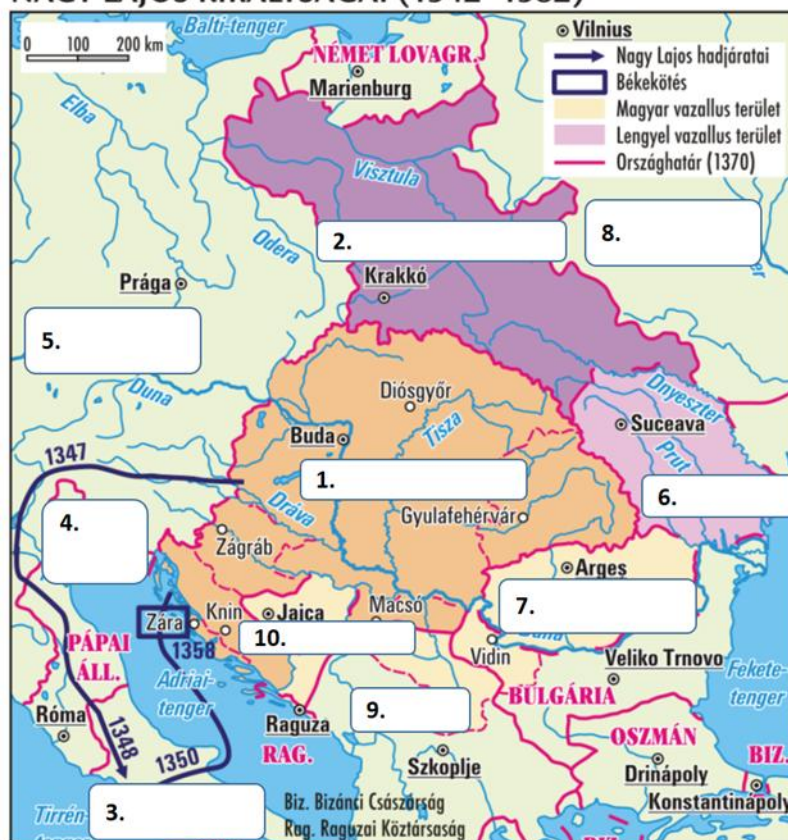 NAGY LAJOS KIRÁLYSÁGAI (1342–1382)
0 100 200 km
Balti-tenger
Vilnius
NÉMET LOVAGR.
Marienburg
Nagy Lajos hadjáratai
Békekötés
Magyar vazallus terület
Lengyel vazallus terület
Országhatár (1370)
Elba
Visztula
Odera
2.
8.
Prága
Krakkó
5.
Duna
Diósgyőr
Dnyeszter
Suceava
Buda
Tisza
Prut
1347
1.
6.
Dráva
Gyulafehérvár
4.
Zágráb
Arges
7.
Zára
Knin
Jajca
Macsó
10.
1358
Vidin
Veliko Trnovo
PÁPAI
ÁLL.
Adriai-
tenger
BULGÁRIA
Fekete-
tenger
Róma
Raguza
9.
RAG.
OSZMÁN
BIZ.
1348
1350
Szkoplje
Drinápoly
Konstantinápoly
3.
Biz. Bizánci Császárság
Rag. Raguzai Köztársaság
Tirrén-